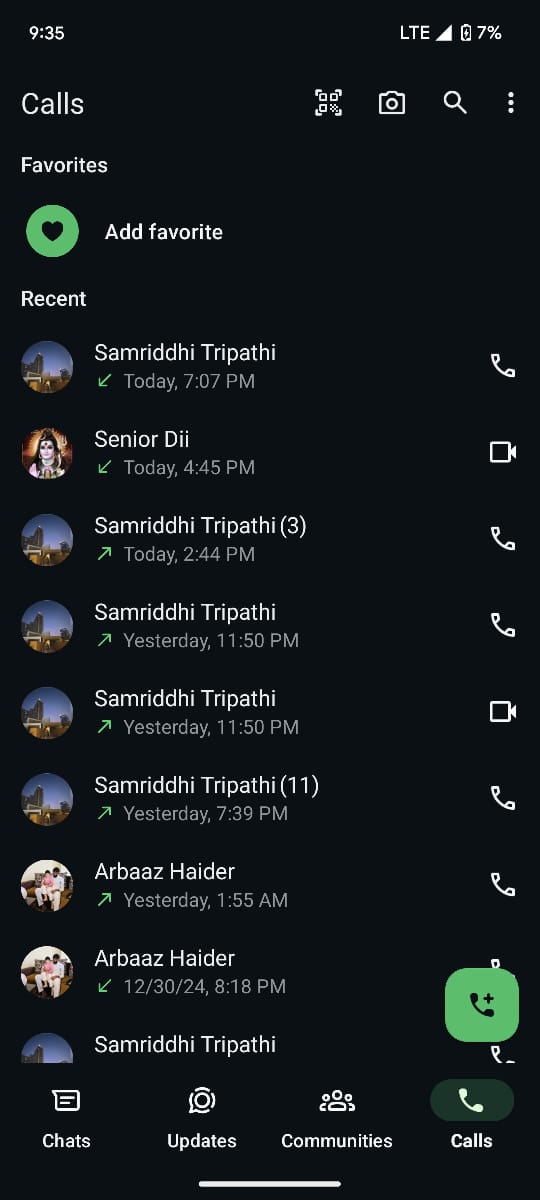 9:35
LTE 7%
Calls
Favorites
Add favorite
Recent
Samriddhi Tripathi
Today, 7:07 PM
Senior Dii
Today, 4:45 PM
Samriddhi Tripathi (3)
Today, 2:44 PM
Samriddhi Tripathi
Yesterday, 11:50 PM
Samriddhi Tripathi
Yesterday, 11:50 PM
Samriddhi Tripathi (11)
Yesterday, 7:39 PM
Arbaaz Haider
Yesterday, 1:55 AM
Arbaaz Haider
12/30/24, 8:18 PM
Samriddhi Tripathi
Chats Updates Communities Calls